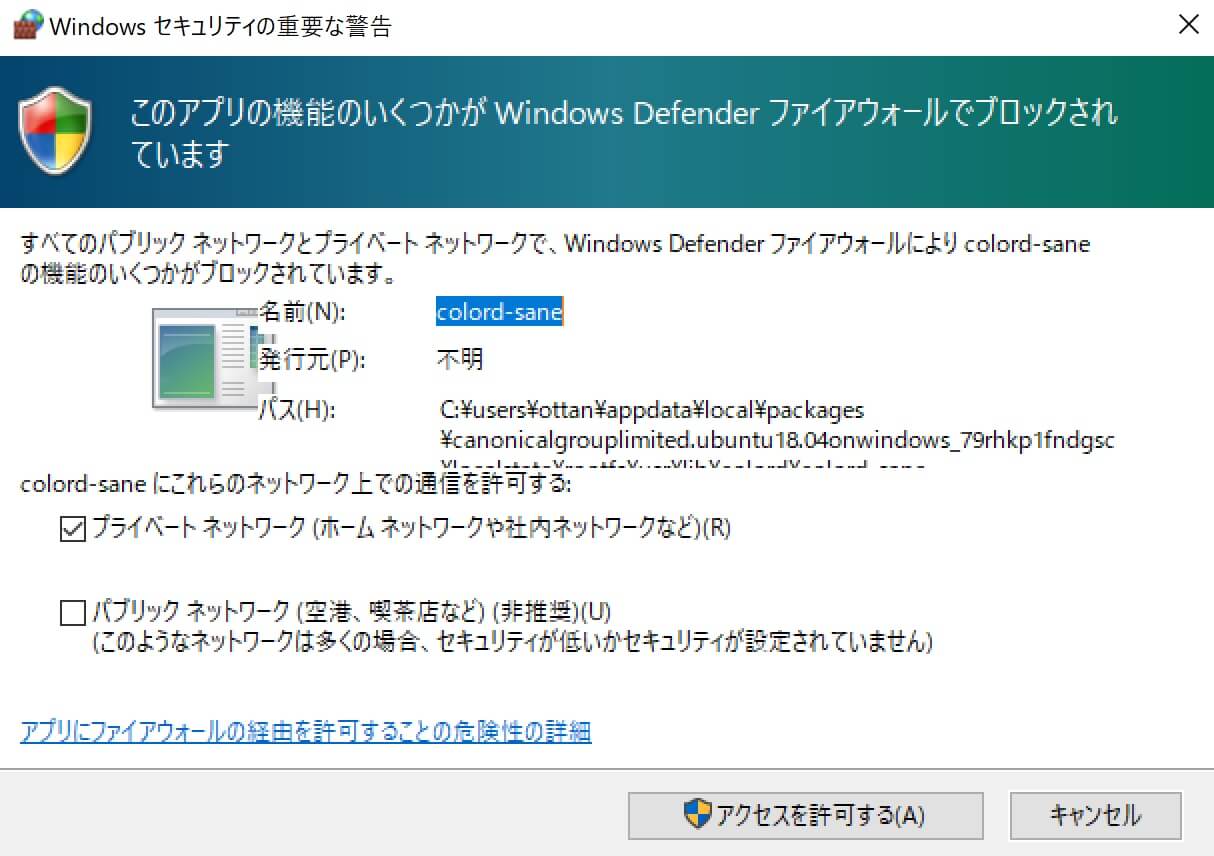 Windows セキュリティの重要な警告
このアプリの機能のいくつかが Windows Defender ファイアウォールでブロックされ
ています
すべてのパブリック ネットワークとプライベート ネットワークで、Windows Defender ファイアウォールにより colord-sane
の機能のいくつかがブロックされています。
名前(N): colord-sane
発行元(P): 不明
パス(H): C:¥users¥ottan¥appdata¥local¥packages
¥canonicalgrouplimited.ubuntu18.04onwindows_79rhkp1fndgsc
¥localstate¥rootfs¥usr¥lib¥colord¥colord-sane
colord-sane にこれらのネットワーク上での通信を許可する:
プライベート ネットワーク (ホーム ネットワークや社内ネットワークなど)(R)
パブリック ネットワーク (空港、喫茶店など) (非推奨)(U)
(このようなネットワークは多くの場合、セキュリティが低いかセキュリティが設定されていません)
アプリにファイアウォールの経由を許可することの危険性の詳細
アクセスを許可する(A) キャンセル